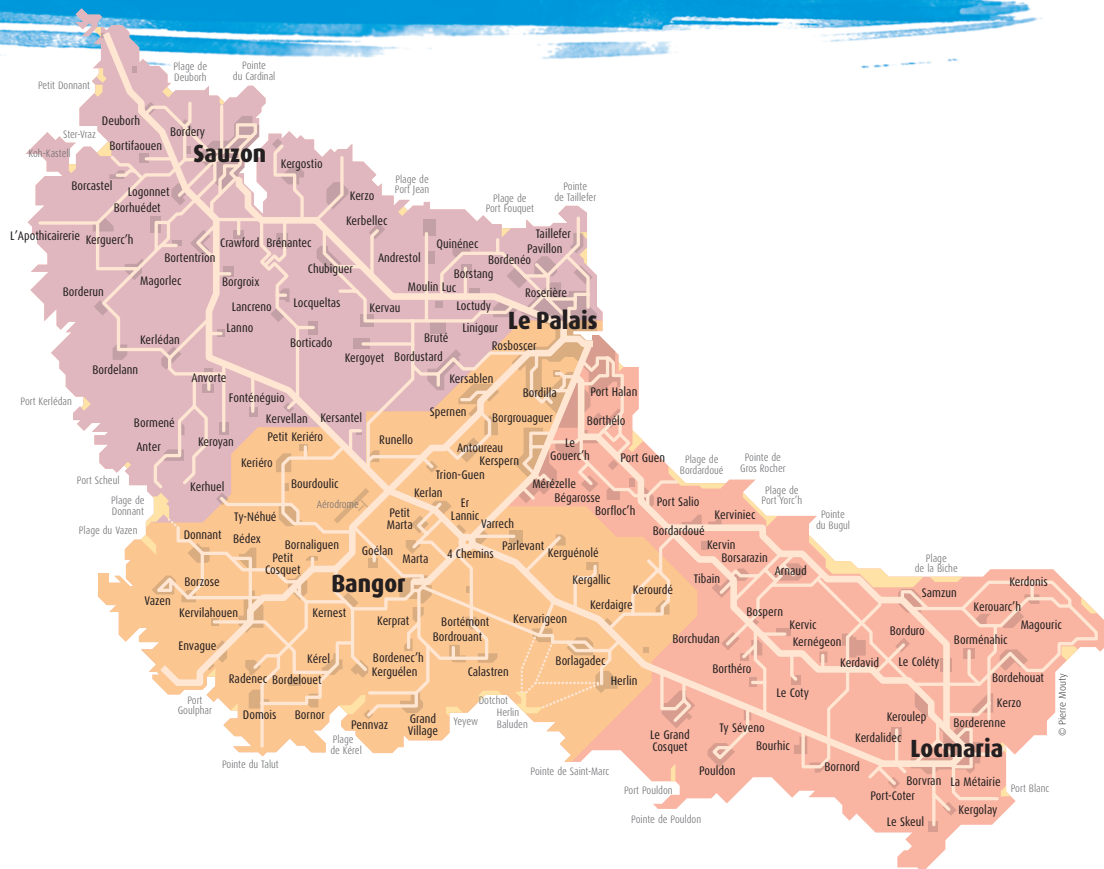 Plage de
Deuborh
Pointe
du Cardinal
Petit Donnant
Deuborh
Bordery
Ster-Vraz
Bortifaouen
Koh-Kastell
Sauzon
Kergostio
Borcastel
Logonnet
Borhuédet
Kerzo
Plage de
Port Jean
Plage de
Port Fouquet
Pointe
de Taillefer
L'Apothicairerie
Kerguerc'h
Kerbellec
Taillefer
Crawford
Brénantec
Quinénec
Pavillon
Bortentrion
Andrestol
Bordenéo
Chubiguer
Borstang
Magorlec
Borgroix
Moulin Luc
Roserière
Borderun
Lancreno
Locqueltas
Kervau
Loctudy
Le Palais
Lanno
Linigour
Kerlédan
Borticado
Bruté
Rosboscer
Kergoyet
Bordustard
Bordelann
Anvorte
Kersablen
Bordilla
Port Halan
Port Kerlédan
Fonténéguio
Spernen
Borgrouaguer
Borthélo
Bormené
Kervellan
Kersantel
Anter
Keroyan
Petit Keriéro
Runello
Antoureau
Kerspern
Le
Gouerc'h
Port Guen
Plage de
Bordardoué
Pointe de
Gros Rocher
Keriéro
Trion-Guen
Port Scheul
Kerhuel
Bourdoulic
Kerlan
Mérézelle
Bégarosse
Port Salio
Plage de
Port Yorc'h
Plage de
Donnant
Aérodrome
Er
Lannic
Borfloc'h
Kerviniec
Pointe
du Bugul
Plage du Vazen
Ty-Néhué
Petit
Marta
Varrech
Bordardoué
Donnant
Bédex
Bornaliguen
Goélan
Marta
4 Chemins
Parlevant
Kerguénolé
Kervin
Borsarazin
Plage
de la Biche
Petit
Cosquet
Bangor
Arnaud
Borzose
Kergallic
Tibain
Kerdonis
Vazen
Kerourdé
Samzun
Kervilahouen
Kernest
Kerprat
Bortémont
Kervarigeon
Kerdaigre
Bospern
Kerouarc'h
Magouric
Bordrouant
Kervic
Borduro
Envague
Borchudan
Kernégeon
Borménahic
Kérel
Bordenec'h
Kerguélen
Borlagadec
Borthéro
Kerdavid
Le Coléty
Radenec
Bordelouet
Calastren
Herlin
Le Coty
Bordehouat
Port
Goulphar
Domois
Bornor
Pennvaz
Grand
Village
Yeyew
Dotchot
Herlin
Baluden
Kerzo
Keroulep
Borderenne
Plage
de Kérel
Le Grand
Cosquet
Ty Séveno
Bourhic
Kerdalidec
Locmaria
© Pierre Mouty
Pointe du Talut
Pointe de Saint-Marc
Pouldon
Bornord
Borvran
La Métairie
Port Pouldon
Port-Coter
Port Blanc
Pointe de Pouldon
Kergolay
Le Skeul